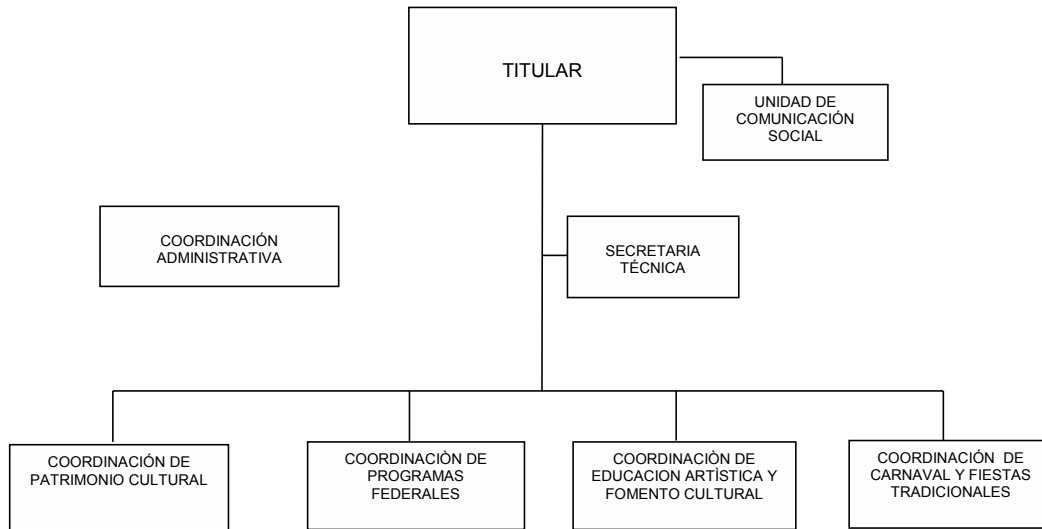 TITULAR
UNIDAD DE
COMUNICACIÓN
SOCIAL
COORDINACIÓN
ADMINISTRATIVA
SECRETARIA
TÉCNICA
COORDINACIÓN DE
PATRIMONIO CULTURAL
COORDINACIÒN DE
PROGRAMAS
FEDERALES
COORDINACIÒN DE
EDUCACION ARTÌSTICA Y
FOMENTO CULTURAL
COORDINACIÓN DE
CARNAVAL Y FIESTAS
TRADICIONALES